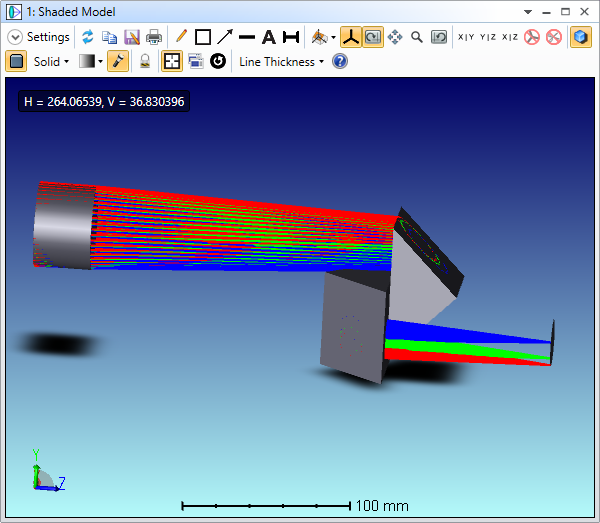 1: Shaded Model
Settings
A
X|Y Y|Z X|Z
Solid
Line Thickness
H = 264.06539, V = 36.830396
Y
Z
100 mm